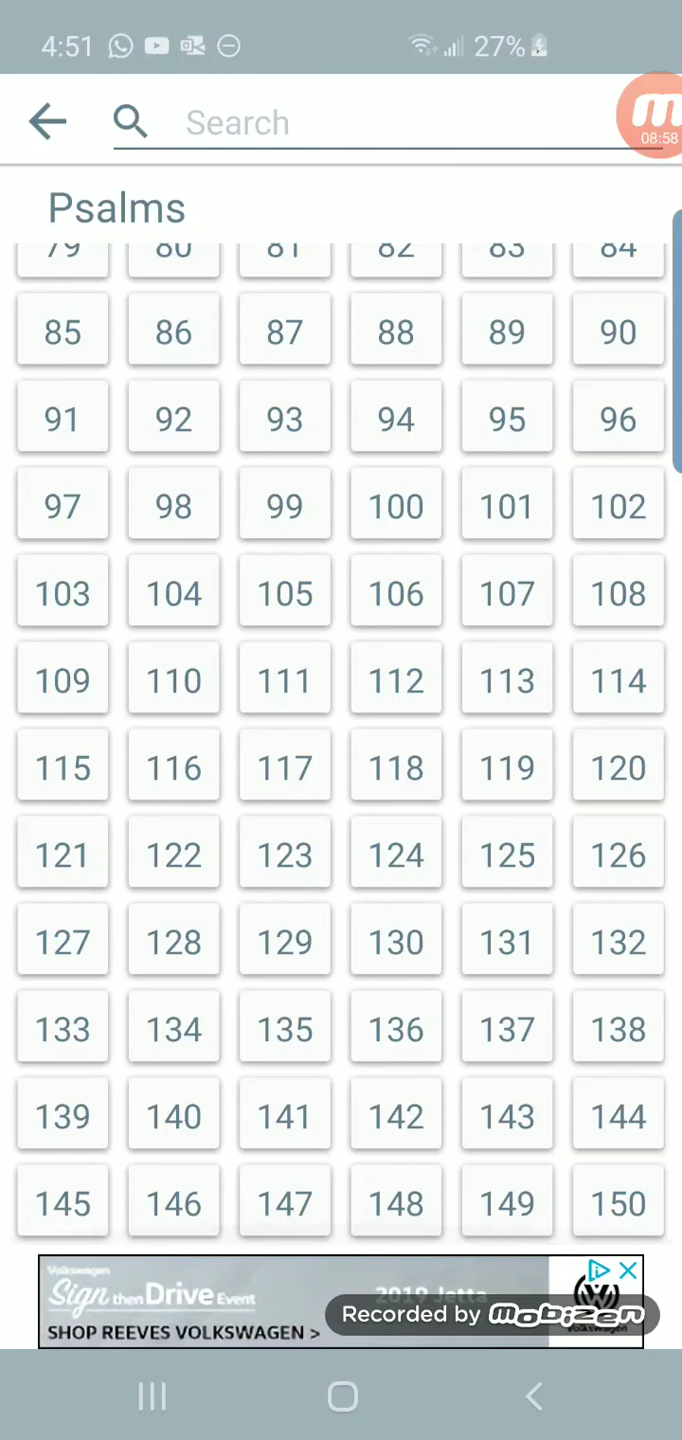 4:51 27%
Search
08:58
Psalms
79 80 81 82 83 84
85 86 87 88 89 90
91 92 93 94 95 96
97 98 99 100 101 102
103 104 105 106 107 108
109 110 111 112 113 114
115 116 117 118 119 120
121 122 123 124 125 126
127 128 129 130 131 132
133 134 135 136 137 138
139 140 141 142 143 144
145 146 147 148 149 150
Volkswagen
Sign then Drive Event
2019 Jetta
SHOP REEVES VOLKSWAGEN >
Recorded by mobizen
Volkswagen